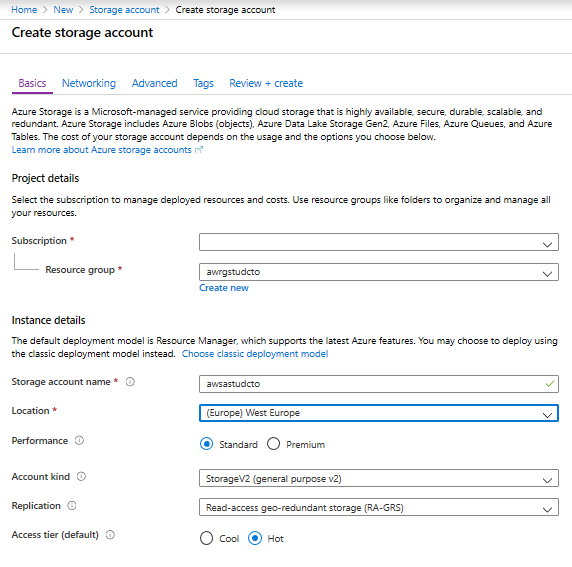 Home > New > Storage account > Create storage account
Create storage account
Basics Networking Advanced Tags Review + create
Azure Storage is a Microsoft-managed service providing cloud storage that is highly available, secure, durable, scalable, and
redundant. Azure Storage includes Azure Blobs (objects), Azure Data Lake Storage Gen2, Azure Files, Azure Queues, and Azure
Tables. The cost of your storage account depends on the usage and the options you choose below.
Learn more about Azure storage accounts
Project details
Select the subscription to manage deployed resources and costs. Use resource groups like folders to organize and manage all
your resources.
Subscription *
Resource group * awrgstudcto
Create new
Instance details
The default deployment model is Resource Manager, which supports the latest Azure features. You may choose to deploy using
the classic deployment model instead. Choose classic deployment model
Storage account name * awsastudcto
Location * (Europe) West Europe
Performance Standard Premium
Account kind StorageV2 (general purpose v2)
Replication Read-access geo-redundant storage (RA-GRS)
Access tier (default) Cool Hot